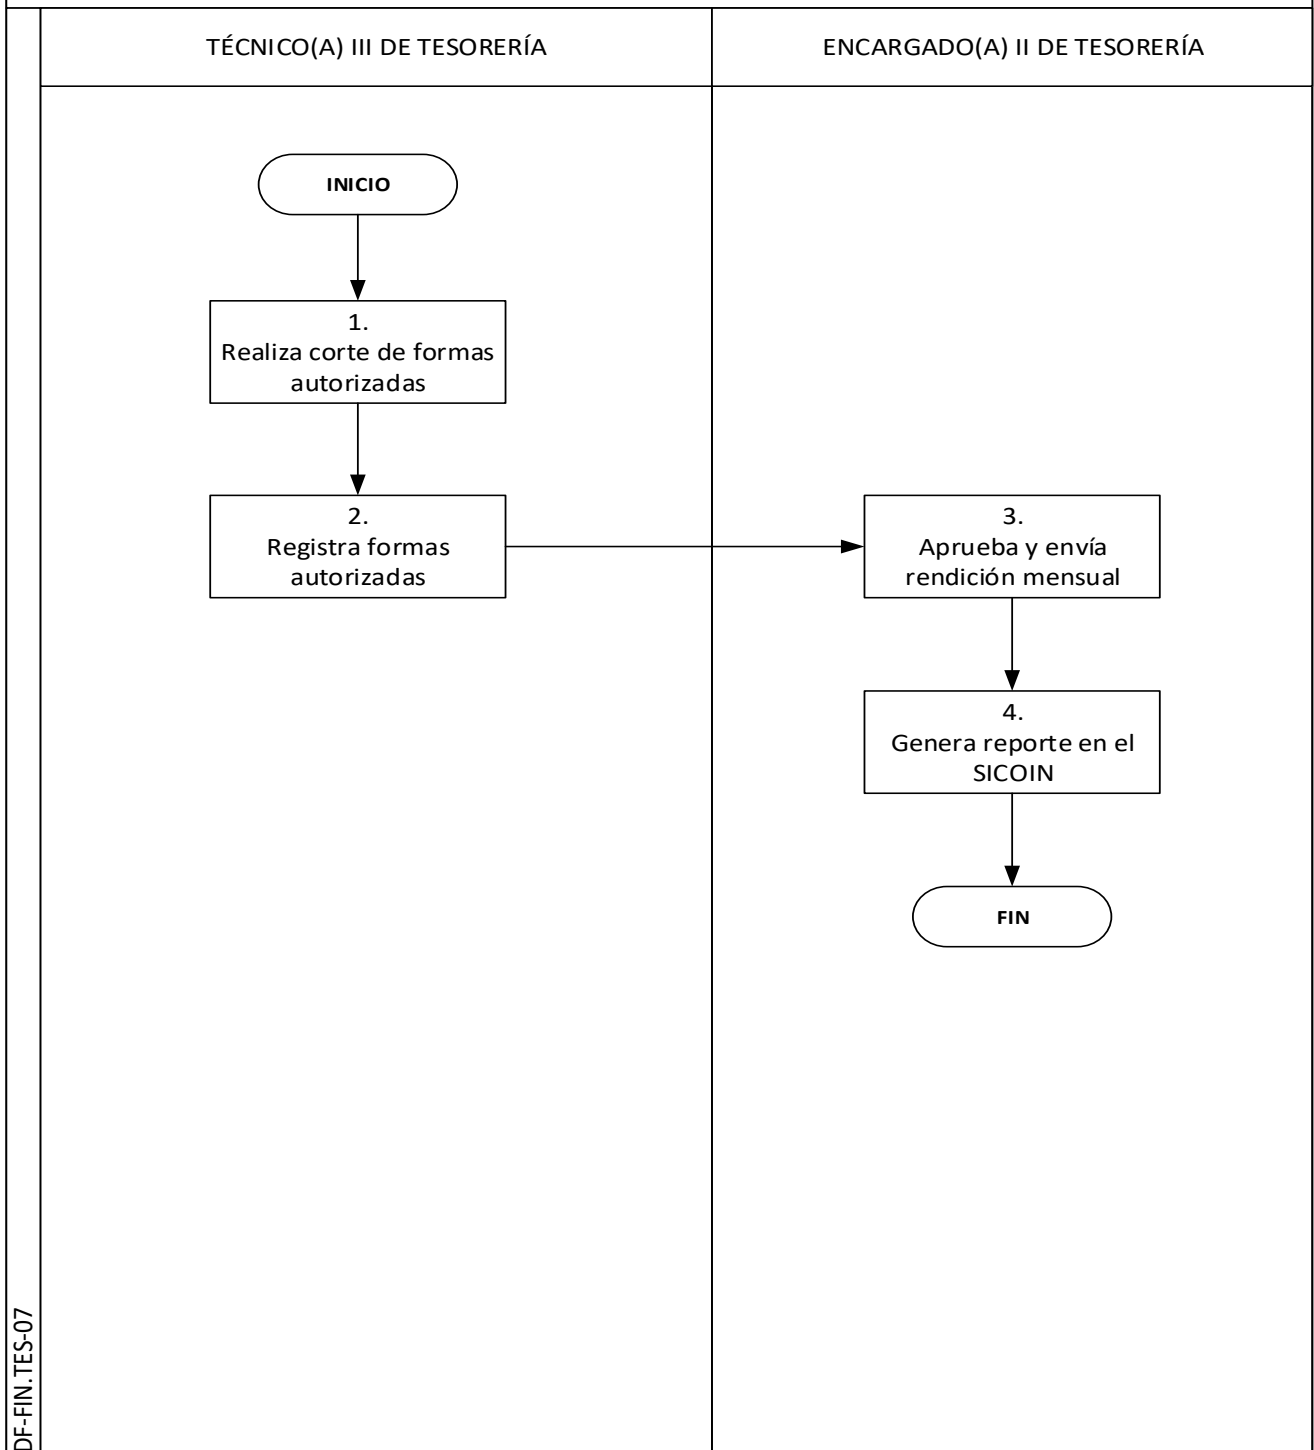 TÉCNICO(A) III DE TESORERÍA
ENCARGADO(A) II DE TESORERÍA
INICIO
1.
Realiza corte de formas
autorizadas
2.
Registra formas
autorizadas
3.
Aprueba y envía
rendición mensual
4.
Genera reporte en el
SICOIN
FIN
DF-FIN.TES-07